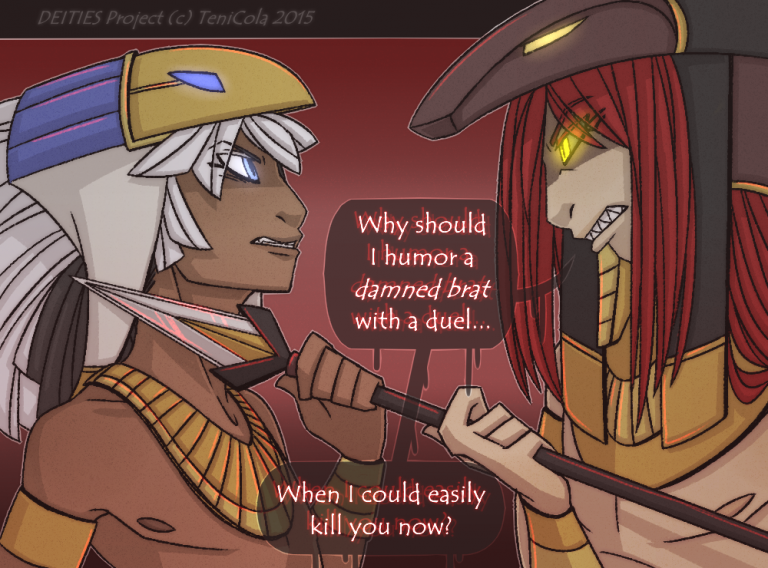 DEITIES Project (c) TeniCola 2015
Why should
I humor a
damned brat
with a duel...
When I could easily
kill you now?